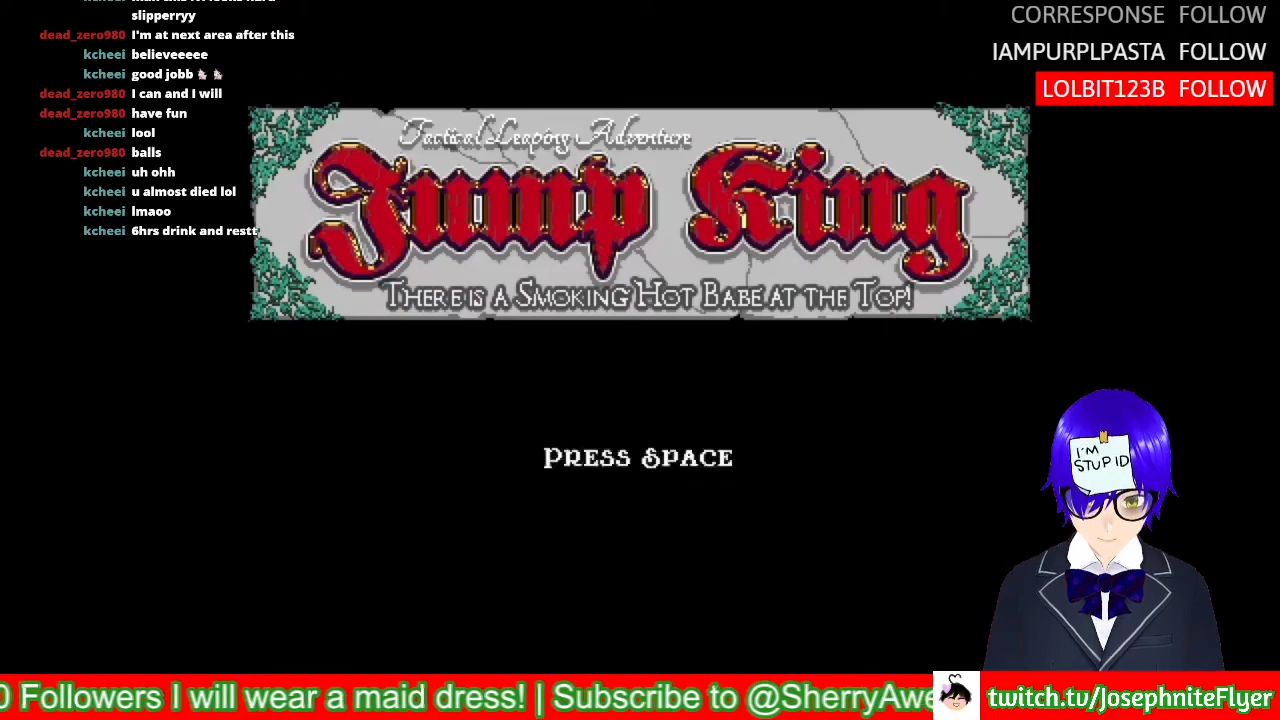 slipperryy
dead_zero980 I'm at next area after this
kcheei believeeeee
kcheei good jobb
dead_zero980 I can and I will
dead_zero980 have fun
kcheei lool
dead_zero980 balls
kcheei uh ohh
kcheei u almost died lol
kcheei lmaoo
kcheei 6hrs drink and restt
CORRESPONSE FOLLOW
IAMPURPLPASTA FOLLOW
LOLBIT123B FOLLOW
Tactical Leaping Adventure
Jump King
There is a Smoking Hot Babe at the Top!
Press Space
I'M
STUPID
0 Followers I will wear a maid dress! | Subscribe to @SherryAwe
twitch.tv/JosephniteFlyer